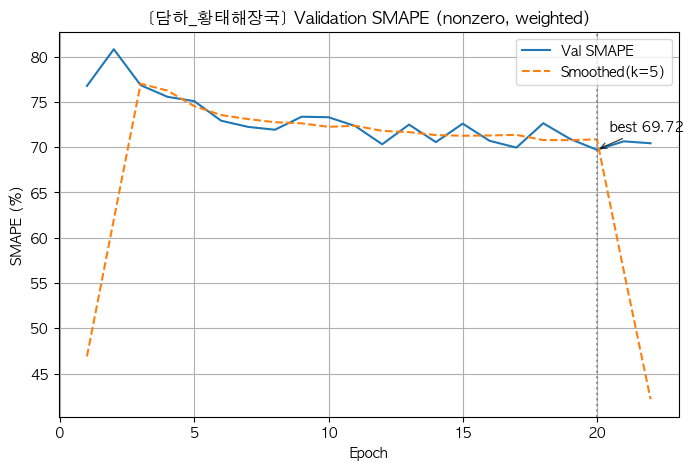 [담하_황태해장국] Validation SMAPE (nonzero, weighted)
Val SMAPE
Smoothed(k=5)
best 69.72
SMAPE (%)
80
75
70
65
60
55
50
45
0 5 10 15 20
Epoch